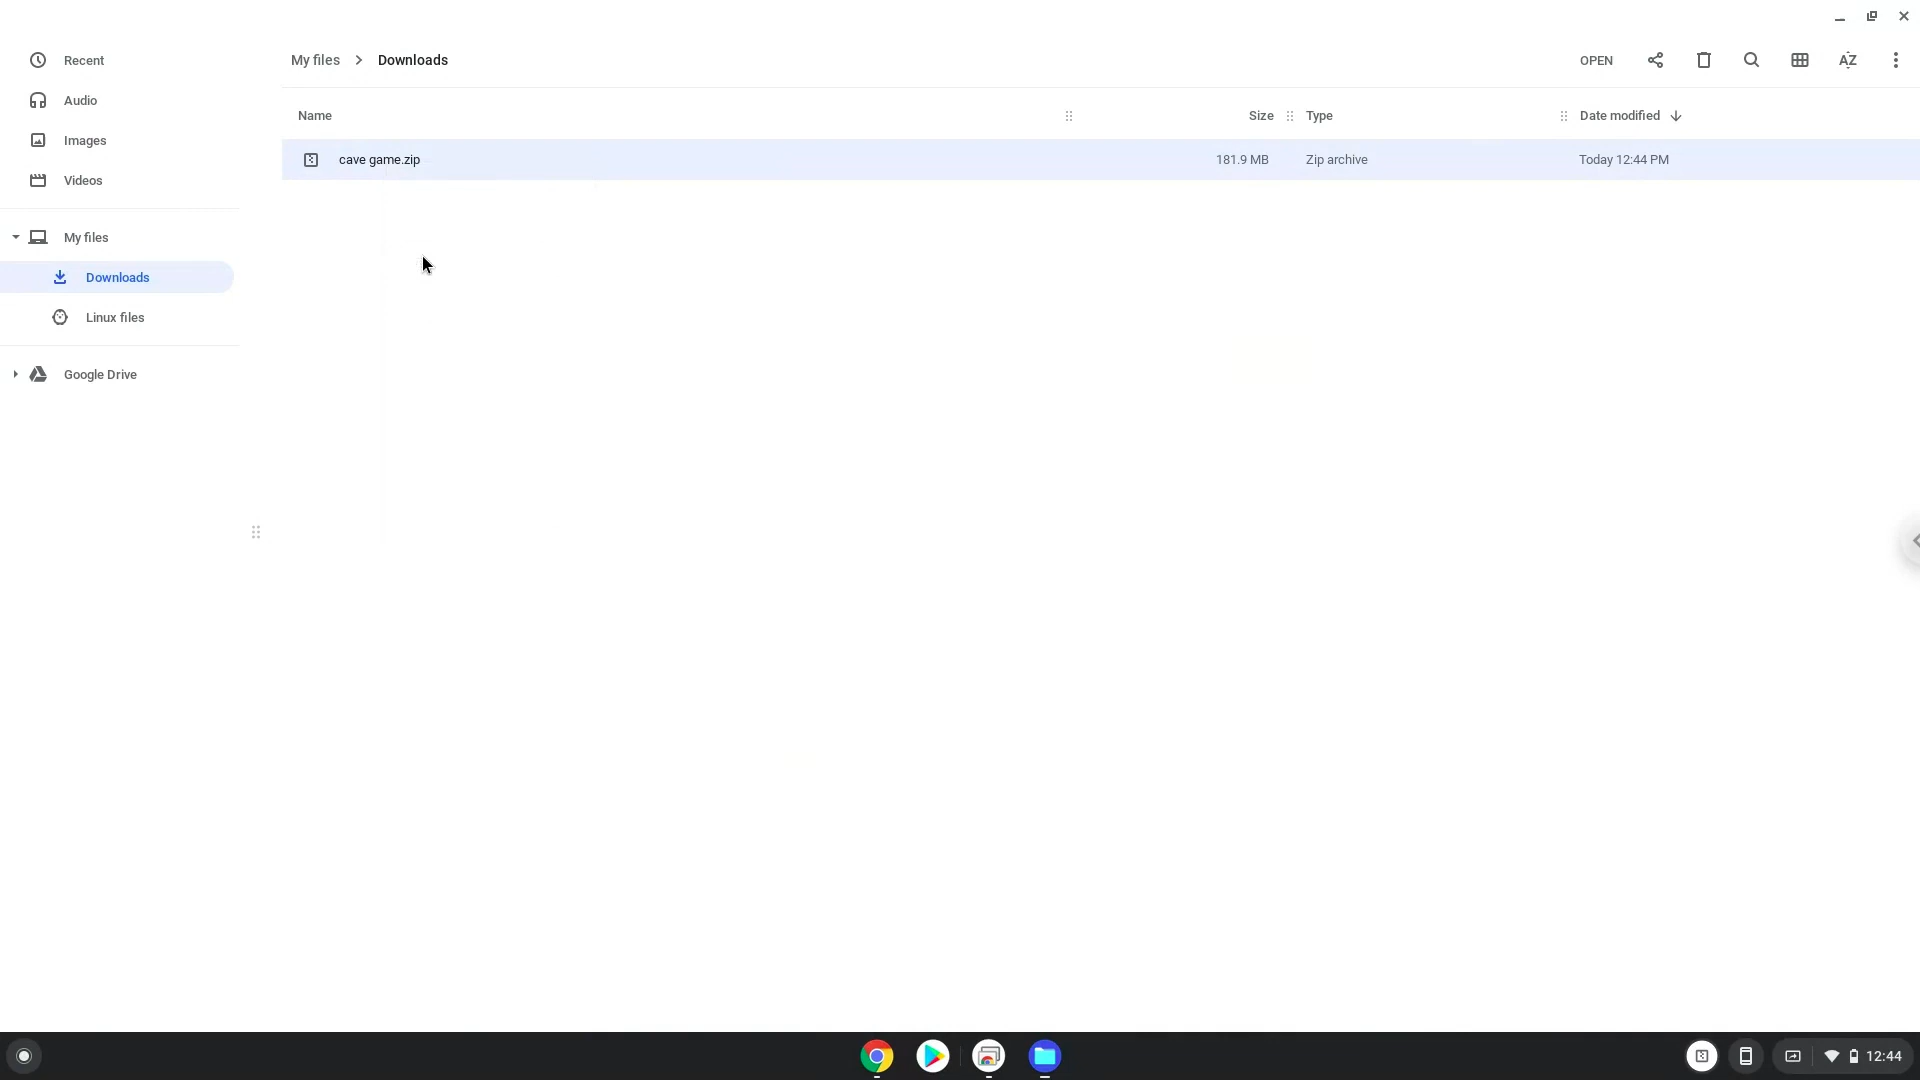 Recent
Audio
Images
Videos
My files
Downloads
Linux files
Google Drive
My files Downloads
OPEN
AZ
Name Size Type Date modified
cave game.zip 181.9 MB Zip archive Today 12:44 PM
12:44